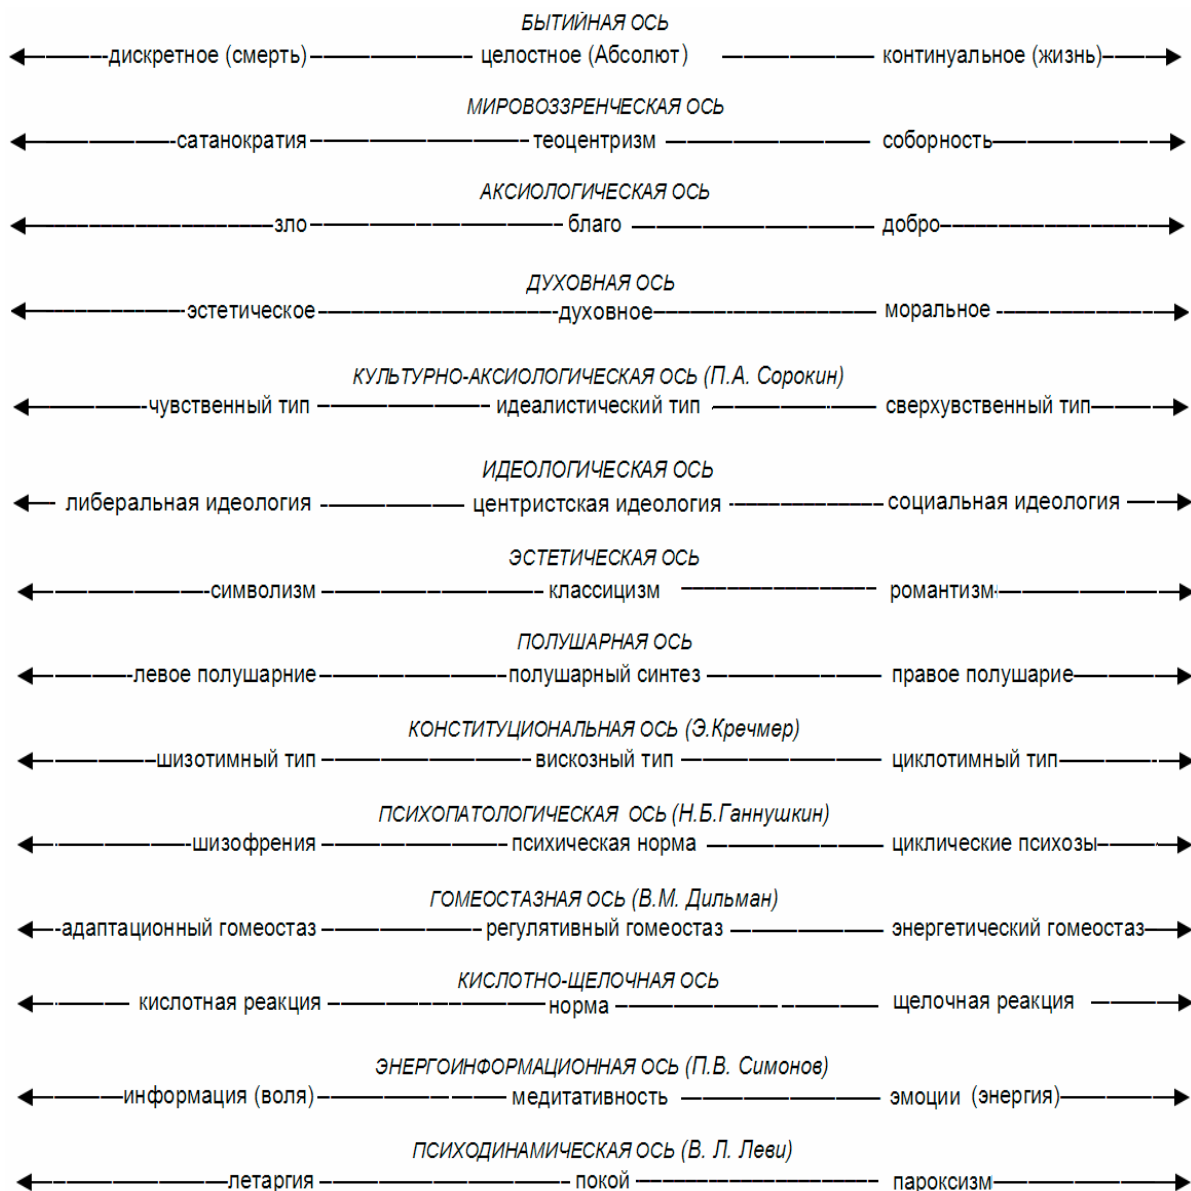 БЫТИЙНАЯ ОСЬ
дискретное (смерть) целостное (Абсолют) континуальное (жизнь)
МИРОВОЗЗРЕНЧЕСКАЯ ОСЬ
сатанократия теоцентризм соборность
АКСИОЛОГИЧЕСКАЯ ОСЬ
зло благо добро
ДУХОВНАЯ ОСЬ
эстетическое духовное моральное
КУЛЬТУРНО-АКСИОЛОГИЧЕСКАЯ ОСЬ (П.А. Сорокин)
чувственный тип идеалистический тип сверхувственный тип
ИДЕОЛОГИЧЕСКАЯ ОСЬ
либеральная идеология центристская идеология социальная идеология
ЭСТЕТИЧЕСКАЯ ОСЬ
символизм классицизм романтизм
ПОЛУШАРНАЯ ОСЬ
левое полушарние полушарный синтез правое полушарие
КОНСТИТУЦИОНАЛЬНАЯ ОСЬ (Э.Кречмер)
шизотимный тип вискозный тип циклотимный тип
ПСИХОПАТОЛОГИЧЕСКАЯ ОСЬ (Н.Б.Ганнушкин)
шизофрения психическая норма циклические психозы
ГОМЕОСТАЗНАЯ ОСЬ (В.М. Дильман)
адаптационный гомеостаз регулятивный гомеостаз энергетический гомеостаз
КИСЛОТНО-ЩЕЛОЧНАЯ ОСЬ
кислотная реакция норма щелочная реакция
ЭНЕРГОИНФОРМАЦИОННАЯ ОСЬ (П.В. Симонов)
информация (воля) медитативность эмоции (энергия)
ПСИХОДИНАМИЧЕСКАЯ ОСЬ (В. Л. Леви)
летаргия покой пароксизм